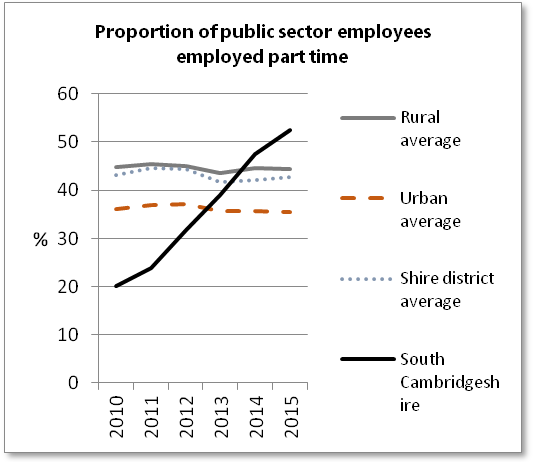 Proportion of public sector employees
employed part time
60
50
40
30
20
10
0
%
2010
2011
2012
2013
2014
2015
Rural
average
Urban
average
Shire district
average
South
Cambridgesh
ire